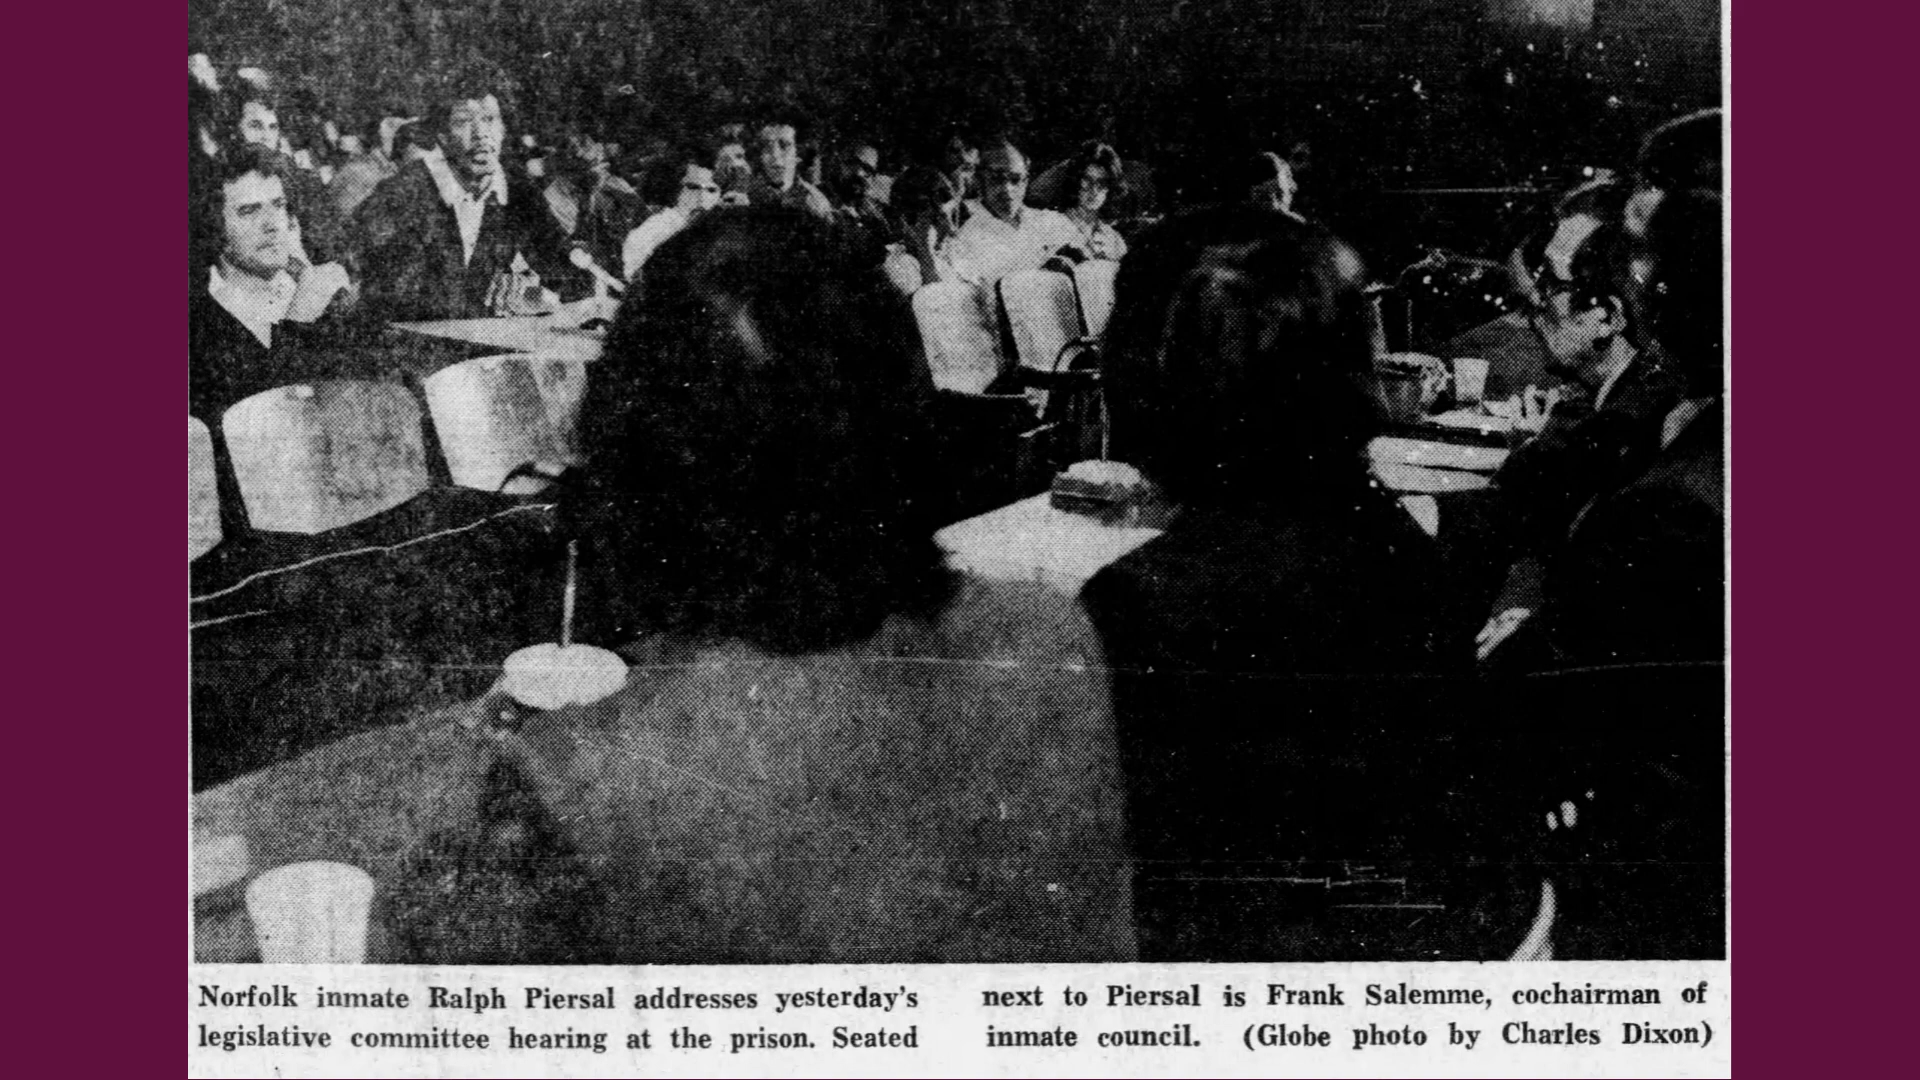 Norfolk inmate Ralph Piersal addresses yesterday's
legislative committee hearing at the prison. Seated
next to Piersal is Frank Salemme, cochairman of
inmate council. (Globe photo by Charles Dixon)